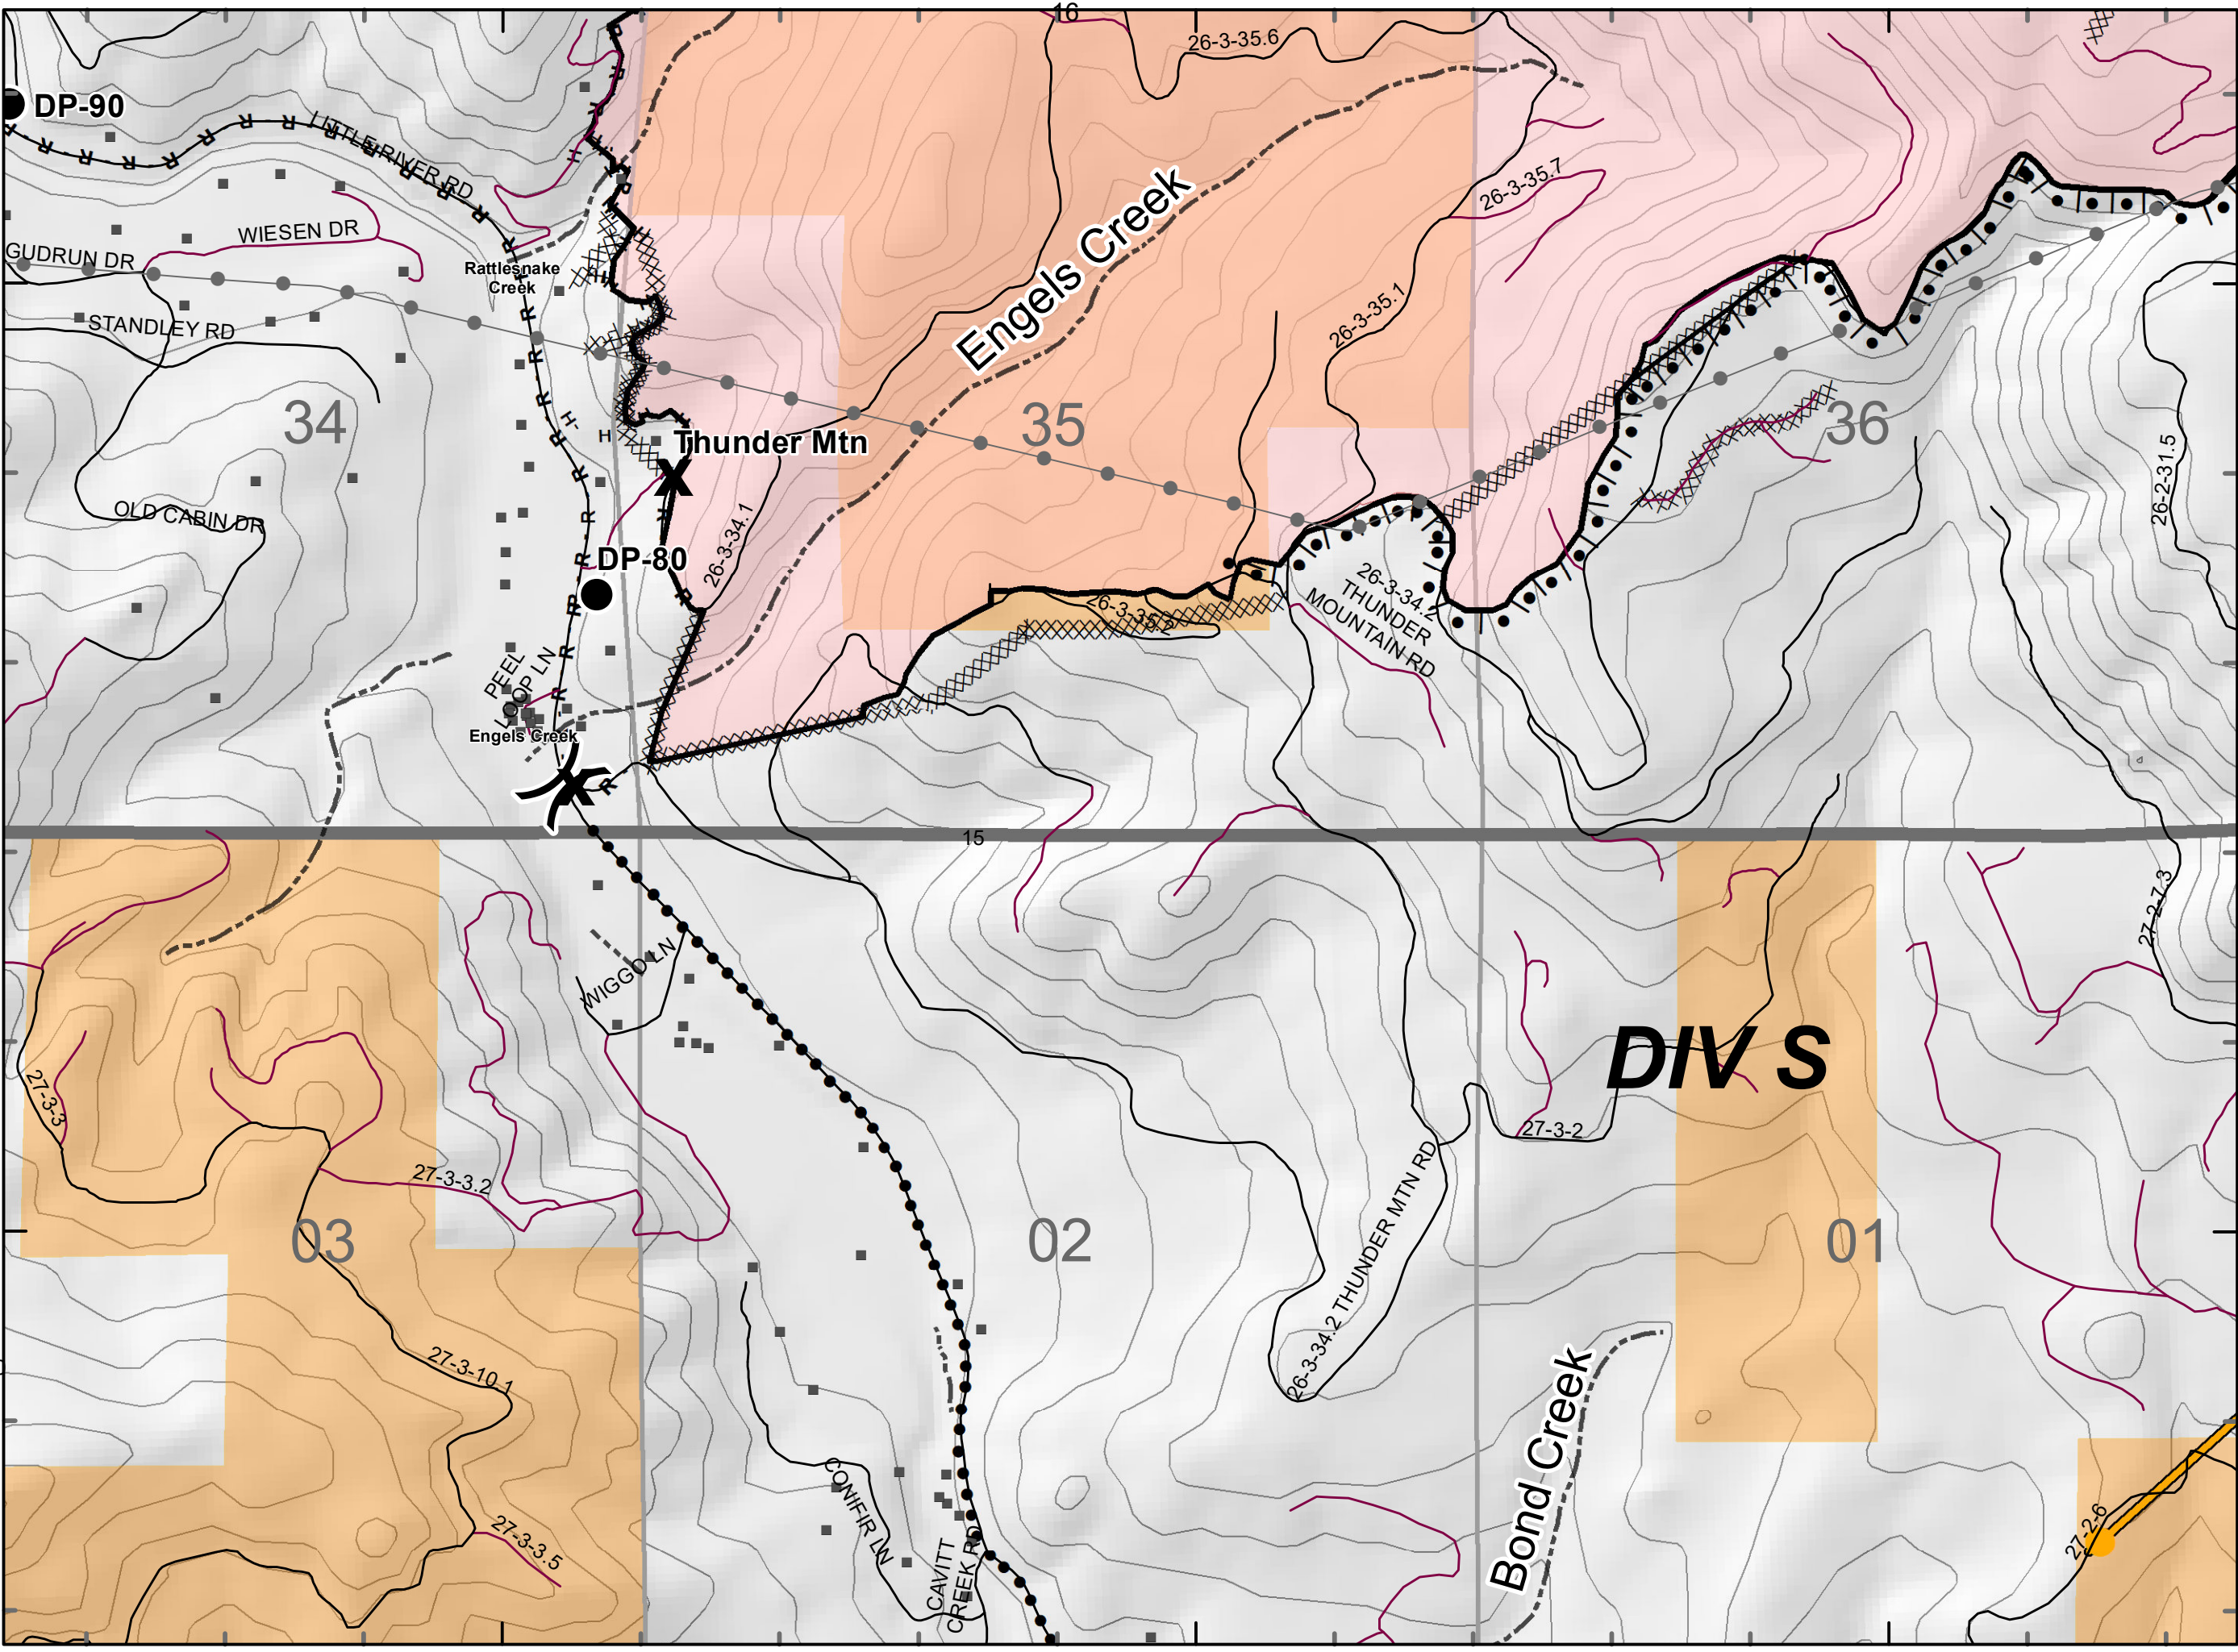 16
26-3-35.6
DP-90
LITTLE RIVER RD
26-3-35.7
WIESEN DR
GUDRUN DR
Rattlesnake
Creek
Engels Creek
STANDLEY RD
26-3-35.1
34
35
36
Thunder Mtn
26-2-31.5
OLD CABIN DR
26-3-34.1
DP-80
26-3-35.2
26-3-34.2
THUNDER
MOUNTAIN RD
PEEL
LOOP LN
Engels Creek
15
27-2-7.3
WIGGO LN
DIV S
27-3-3
27-3-2
27-3-3.2
03
02
01
26-3-34.2 THUNDER MTN RD
27-3-10.1
Bond Creek
CONIFIR LN
27-3-3.5
CAVITT
CREEK RD
27-2-6
R
H
X